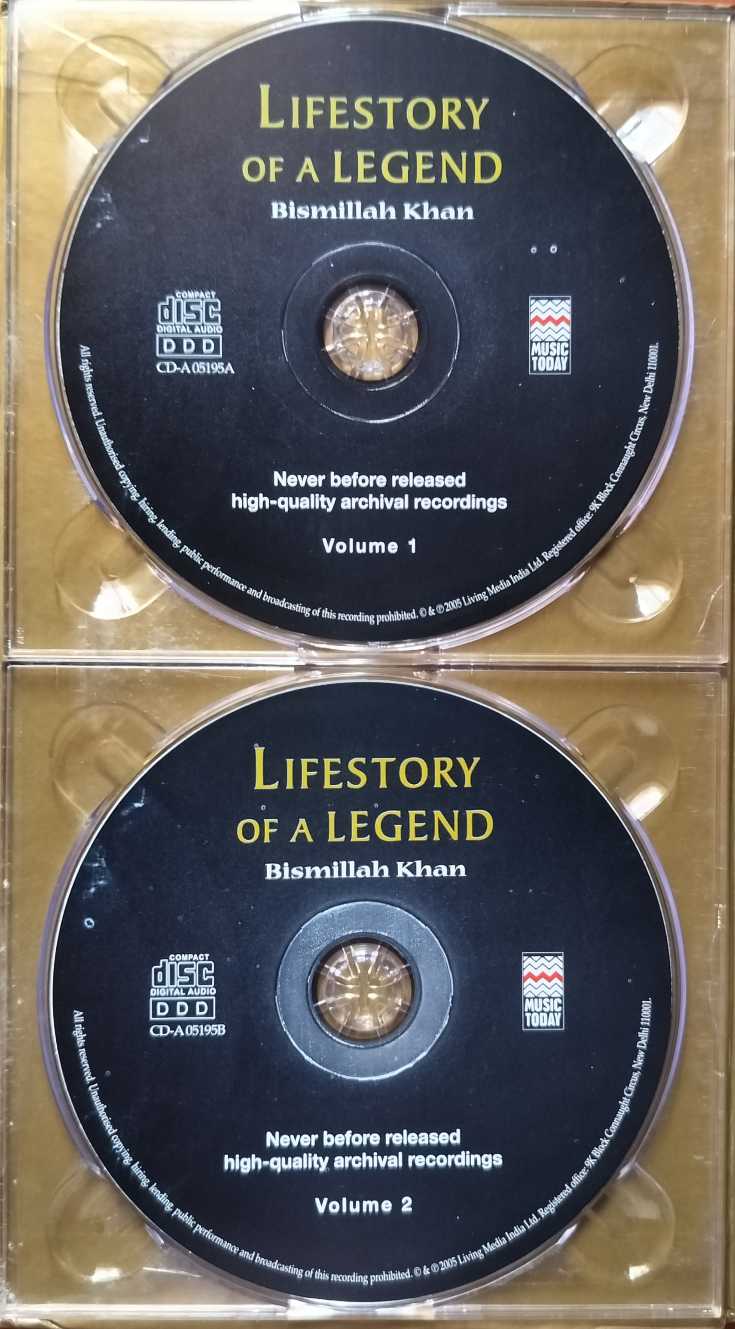 LIFESTORY
OF A LEGEND
Bismillah Khan
COMPACT
disc
DIGITAL AUDIO
DDD
CD-A 05195A
MUSIC
TODAY
Never before released
high-quality archival recordings
Volume 1
All rights reserved. Unauthorised copying, hiring, lending, public performance and broadcasting of this recording prohibited. © & ℗ 2005 Living Media India Ltd. Registered office: 9K Block Connaught Circus, New Delhi 110001.
LIFESTORY
OF A LEGEND
Bismillah Khan
COMPACT
disc
DIGITAL AUDIO
DDD
CD-A 05195B
MUSIC
TODAY
Never before released
high-quality archival recordings
Volume 2
All rights reserved. Unauthorised copying, hiring, lending, public performance and broadcasting of this recording prohibited. © & ℗ 2005 Living Media India Ltd. Registered office: 9K Block Connaught Circus, New Delhi 110001.